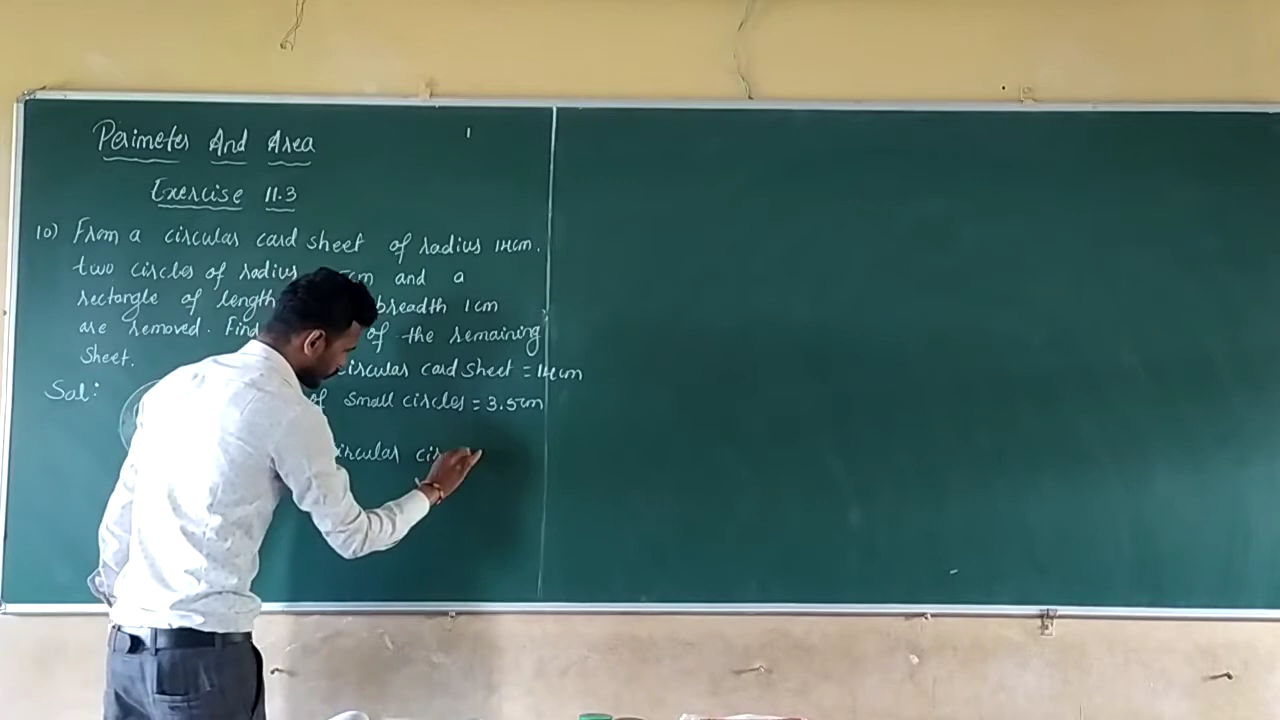 Perimeter And Area
Exercise 11.3
10) From a circular card sheet of radius 14cm.
two circles of radius cm and a
rectangle of length breadth 1cm
are removed. Find of the remaining
sheet.
circular card sheet = 14cm
Sol:
of small circles = 3.5cm
circular